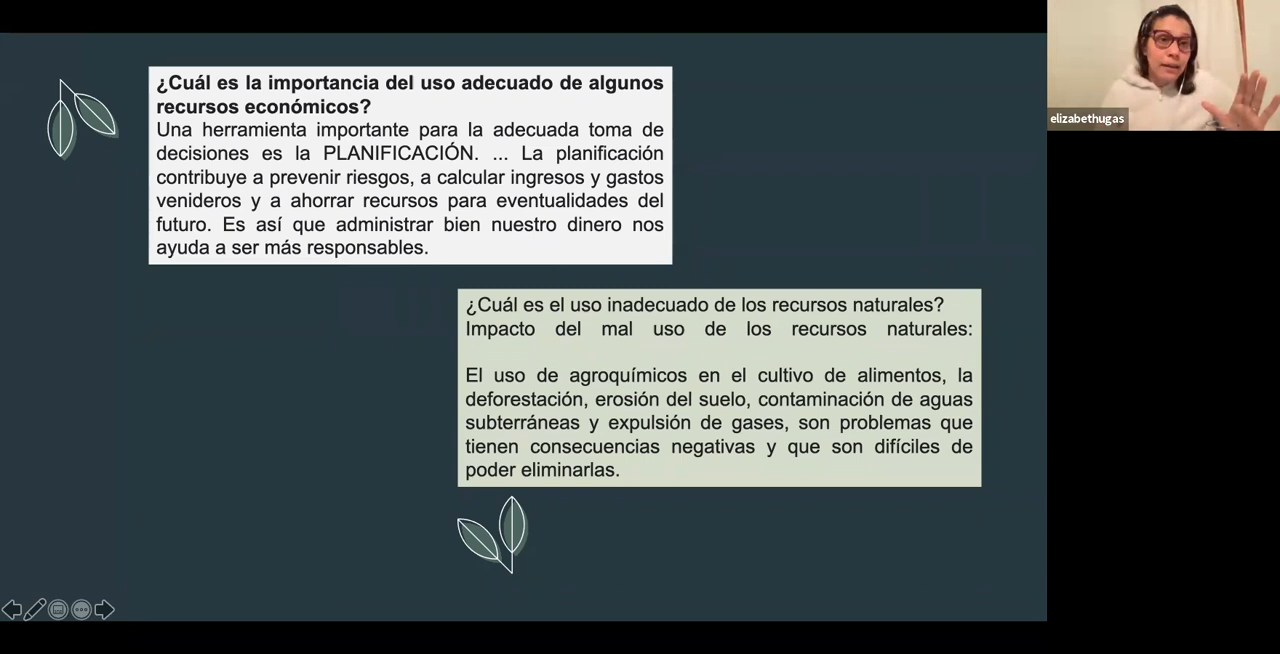 ¿Cuál es la importancia del uso adecuado de algunos
recursos económicos?
Una herramienta importante para la adecuada toma de
decisiones es la PLANIFICACIÓN. ... La planificación
contribuye a prevenir riesgos, a calcular ingresos y gastos
venideros y a ahorrar recursos para eventualidades del
futuro. Es así que administrar bien nuestro dinero nos
ayuda a ser más responsables.
¿Cuál es el uso inadecuado de los recursos naturales?
Impacto del mal uso de los recursos naturales:
El uso de agroquímicos en el cultivo de alimentos, la
deforestación, erosión del suelo, contaminación de aguas
subterráneas y expulsión de gases, son problemas que
tienen consecuencias negativas y que son difíciles de
poder eliminarlas.
elizabethugas